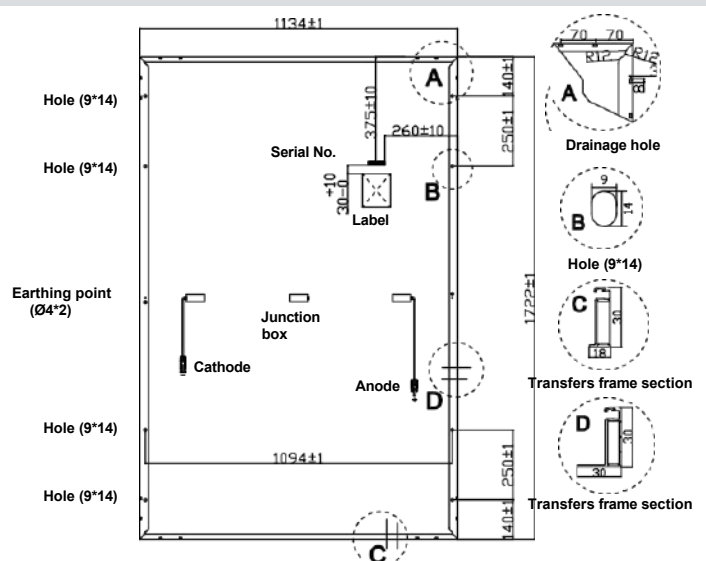 1134±1
70 70
R12 R12
8
A
Drainage hole
A
140±1
250±1
Hole (9*14)
Hole (9*14)
375±10
260±10
Serial No.
+10
30-0
Label
B
9
14
B
Hole (9*14)
Earthing point
(Ø4*2)
Junction
box
Cathode
Anode
1722±1
C
30
18
Transfers frame section
D
D
30
30
Transfers frame section
Hole (9*14)
1094±1
250±1
Hole (9*14)
140±1
C